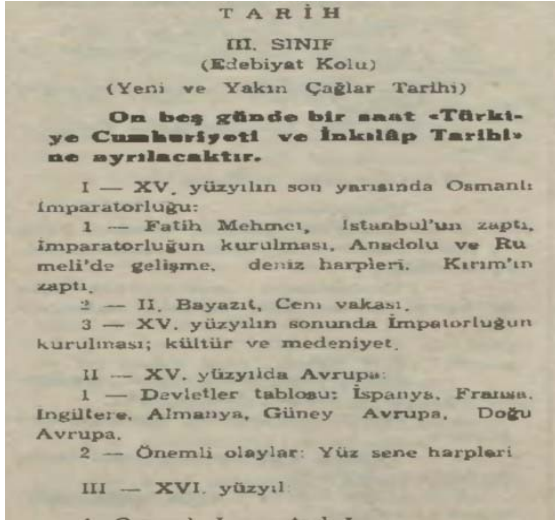 TARİH
III. SINIF
(Edebiyat Kolu)
(Yeni ve Yakın Çağlar Tarihi)
On beş günde bir saat «Türki-
ye Cumhuriyeti ve İnkılâp Tarihi»
ne ayrılacaktır.
I — XV. yüzyılın son yarısında Osmanlı
İmparatorluğu:
1 — Fatih Mehmet, İstanbul'un zaptı,
imparatorluğun kurulması, Anadolu ve Ru
meli'de gelişme, deniz harpleri, Kırım'ın
zaptı.
2 — II. Bayazıt, Cem vakası.
3 — XV. yüzyılın sonunda İmpatorluğun
kurulması; kültür ve medeniyet.
II — XV. yüzyılda Avrupa:
1 — Devletler tablosu: İspanya, Fransa,
İngiltere, Almanya, Güney Avrupa, Doğu
Avrupa.
2 — Önemli olaylar: Yüz sene harpleri
III — XVI. yüzyıl: